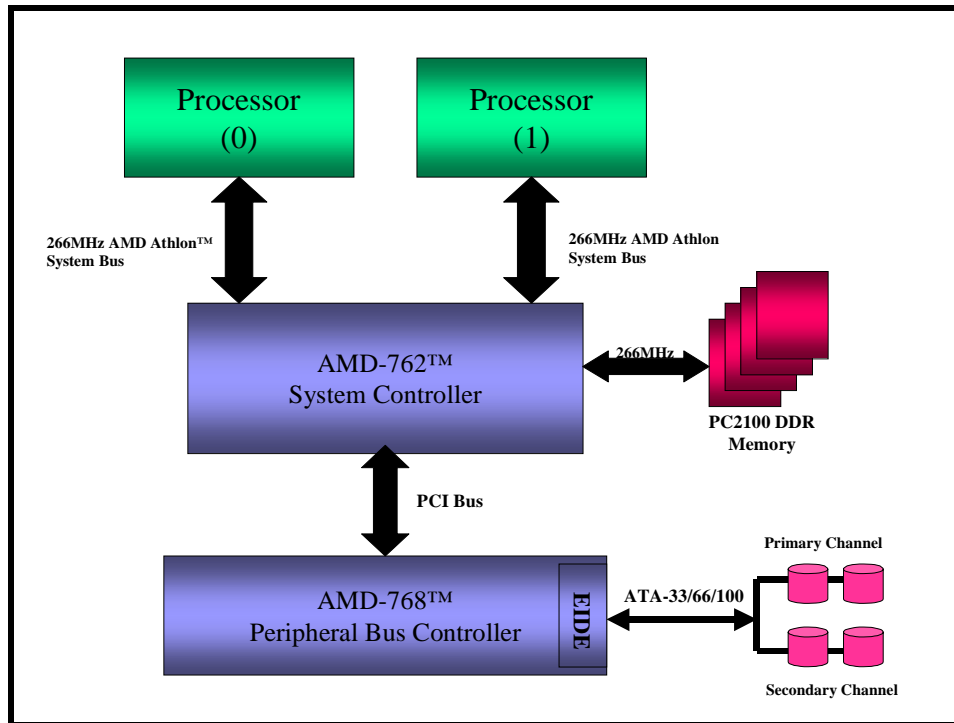 Processor
(0)
Processor
(1)
266MHz AMD Athlon™
System Bus
266MHz AMD Athlon
System Bus
AMD-762™
System Controller
266MHz
PC2100 DDR
Memory
PCI Bus
Primary Channel
AMD-768™
Peripheral Bus Controller
EIDE
ATA-33/66/100
Secondary Channel